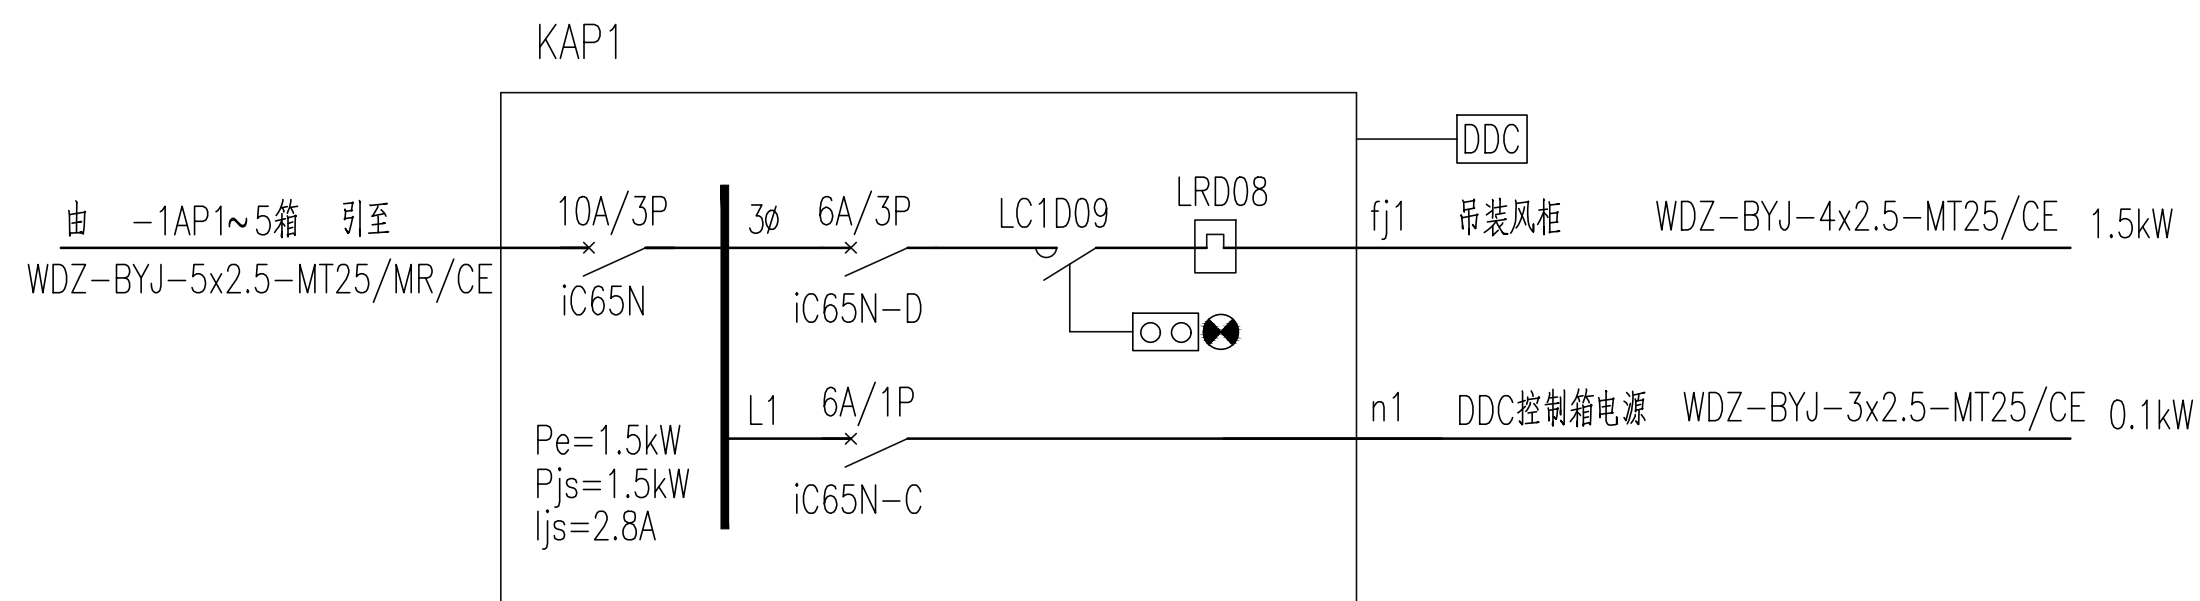 KAP1
DDC
由 -1AP1~5箱 引至
WDZ-BYJ-5x2.5-MT25/MR/CE
10A/3P
iC65N
3ø
6A/3P
iC65N-D
LC1D09
LRD08
fj1 吊装风柜 WDZ-BYJ-4x2.5-MT25/CE 1.5kW
L1
6A/1P
iC65N-C
n1 DDC控制箱电源 WDZ-BYJ-3x2.5-MT25/CE 0.1kW
Pe=1.5kW
Pjs=1.5kW
Ijs=2.8A